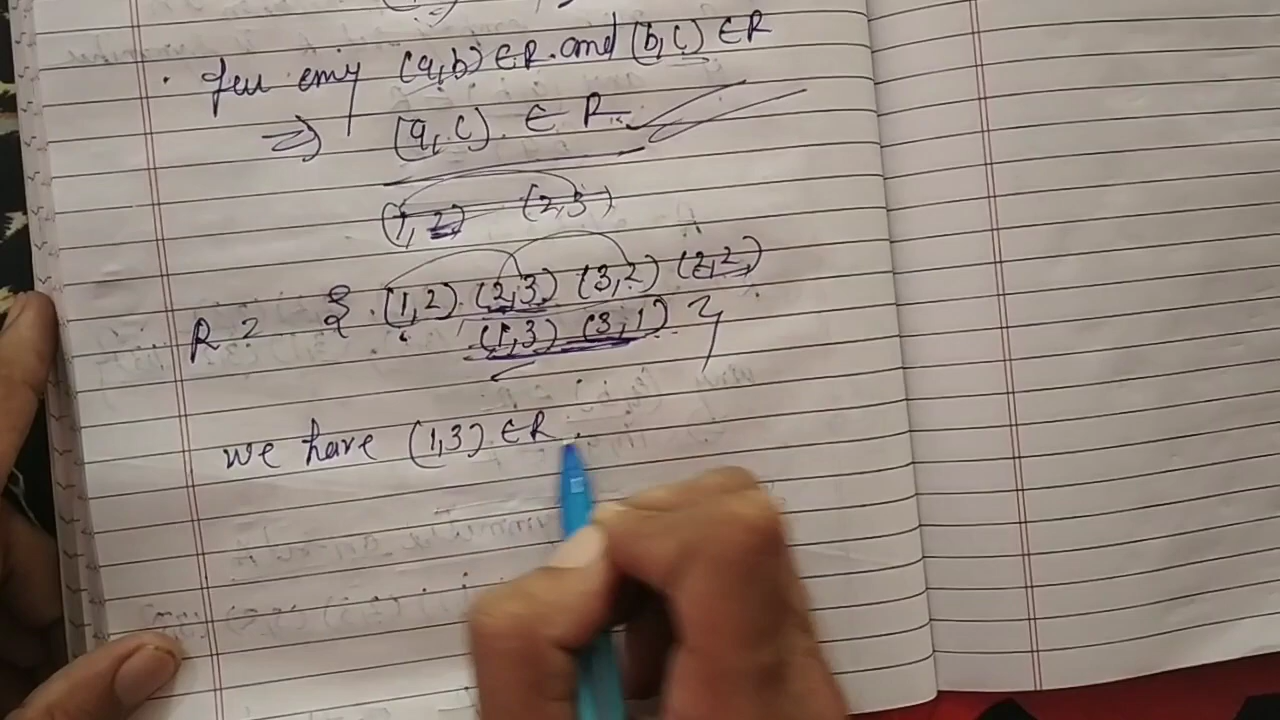 · for any (a,b) ∈ R. and (b,c) ∈ R
⇒ (a, c). ∈ R.
(1, 2) (2,3)
R = { (1,2) (2,3) (3,2) (2,2)
(1,3) (3,1) }
we have (1,3) ∈ R.